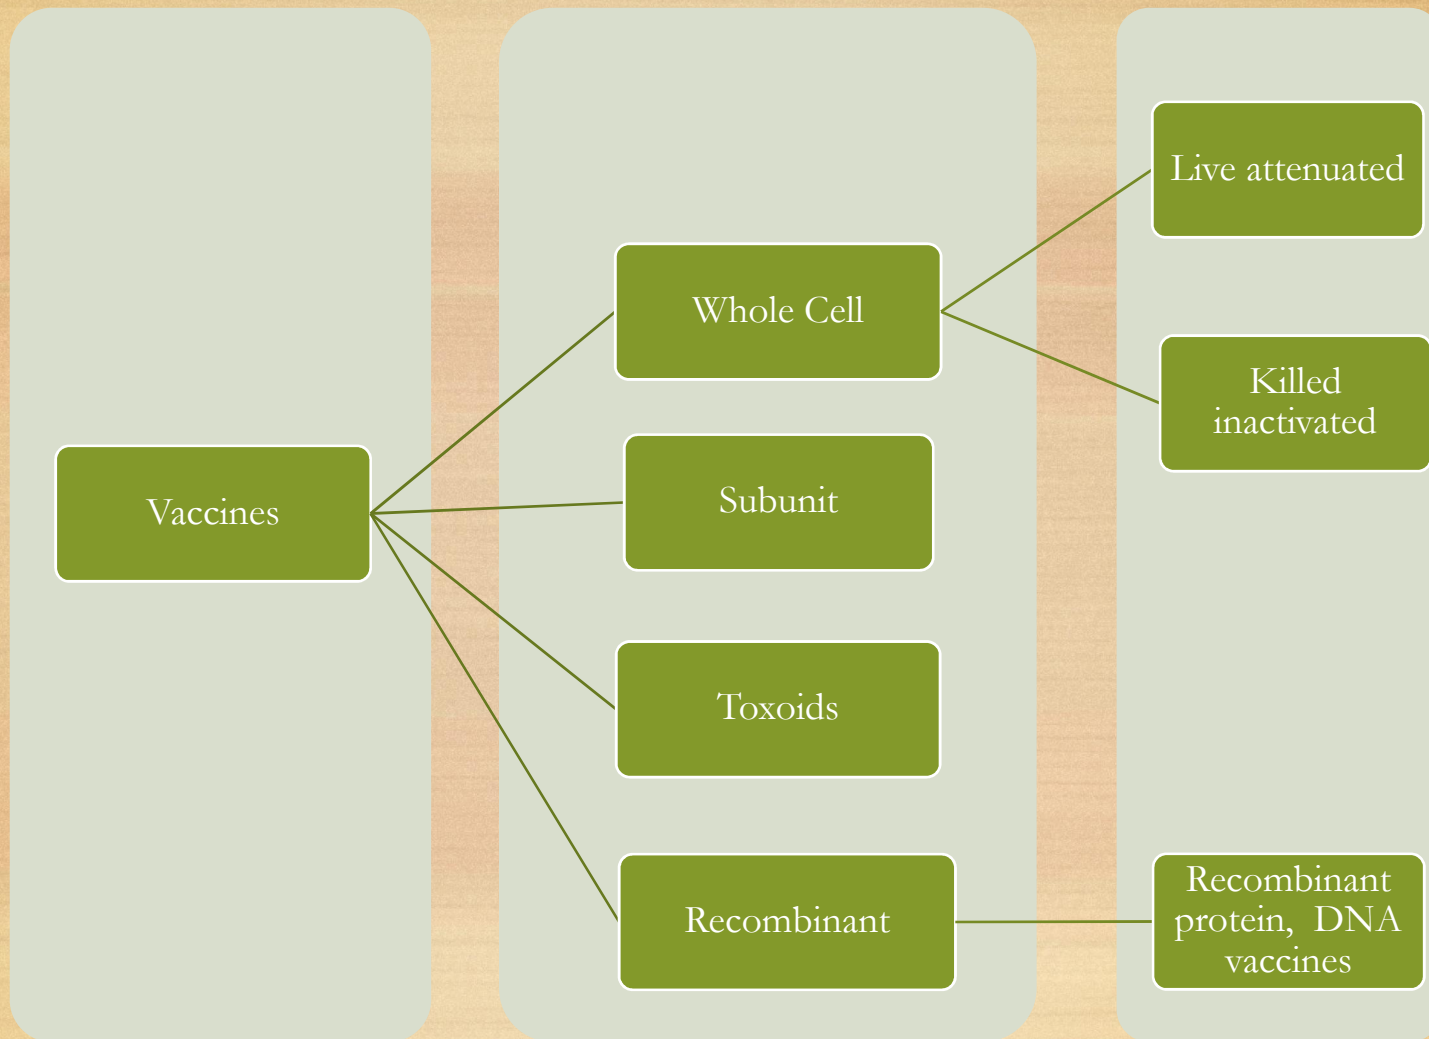 Vaccines
Whole Cell
Subunit
Toxoids
Recombinant
Live attenuated
Killed
inactivated
Recombinant
protein, DNA
vaccines